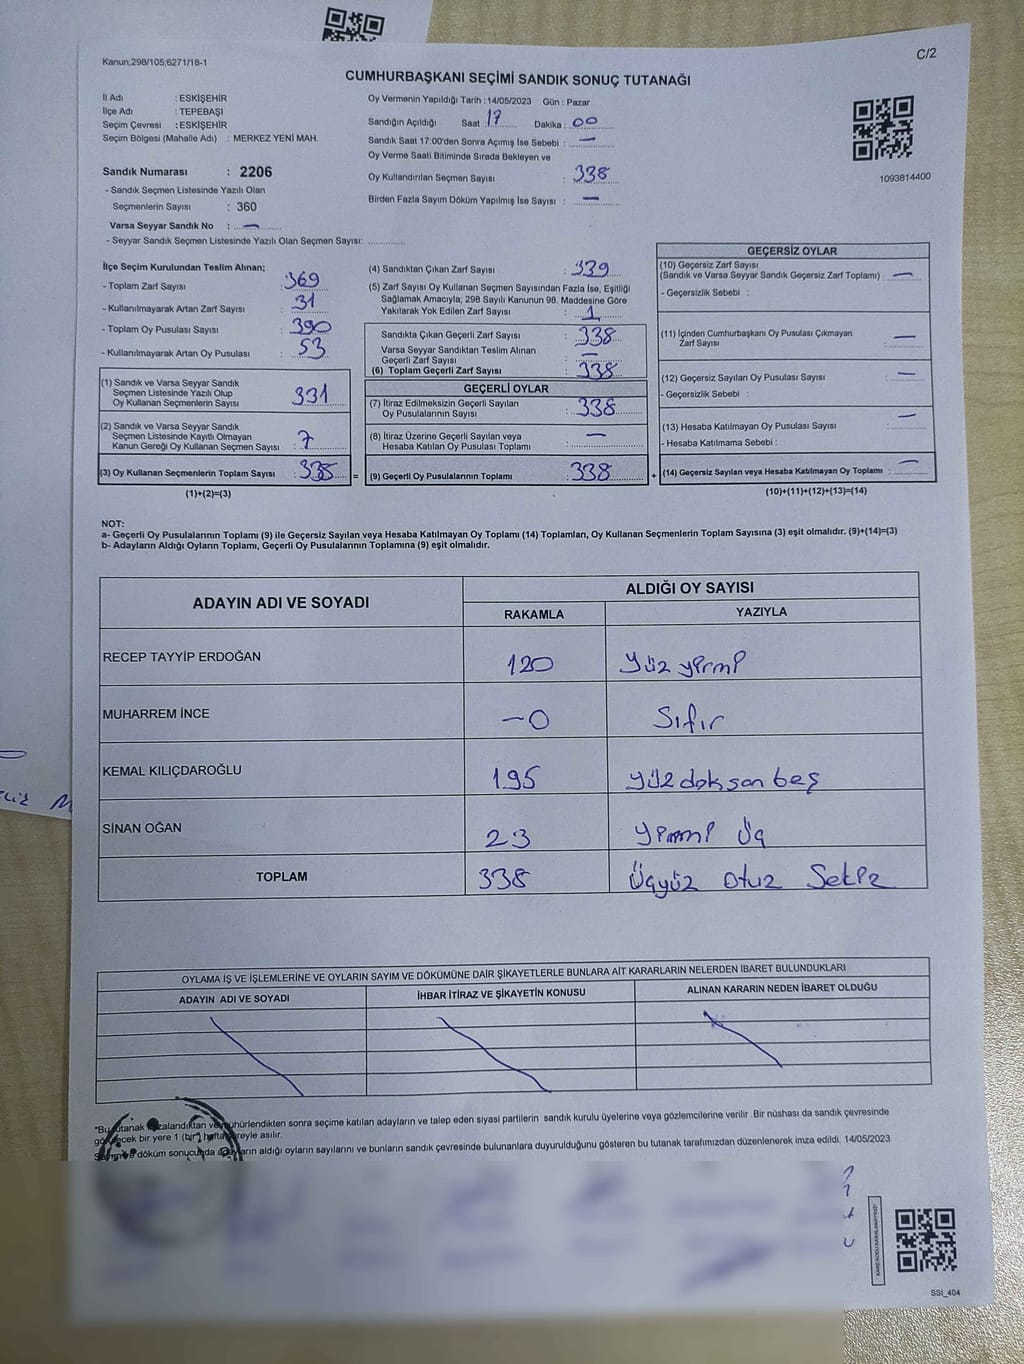 Kanun,298/105;6271/18-1
C/2
CUMHURBAŞKANI SEÇİMİ SANDIK SONUÇ TUTANAĞI
İl Adı : ESKİŞEHİR
İlçe Adı : TEPEBAŞI
Seçim Çevresi : ESKİŞEHİR
Seçim Bölgesi (Mahalle Adı) : MERKEZ YENİ MAH.
Sandık Numarası : 2206
- Sandık Seçmen Listesinde Yazılı Olan
Seçmenlerin Sayısı : 360
Varsa Seyyar Sandık No : —
- Seyyar Sandık Seçmen Listesinde Yazılı Olan Seçmen Sayısı: ............
Oy Vermenin Yapıldığı Tarih :14/05/2023 Gün : Pazar
Sandığın Açıldığı Saat : 17 Dakika : 00
Sandık Saat 17:00'den Sonra Açımış İse Sebebi : —
Oy Verme Saati Bitiminde Sırada Bekleyen ve
Oy Kullandırılan Seçmen Sayısı : 338
Birden Fazla Sayım Döküm Yapılmış İse Sayısı : —
1093814400
İlçe Seçim Kurulundan Teslim Alınan;
- Toplam Zarf Sayısı : 369
- Kullanılmayarak Artan Zarf Sayısı : 31
- Toplam Oy Pusulası Sayısı : 390
- Kullanılmayarak Artan Oy Pusulası : 53
(1) Sandık ve Varsa Seyyar Sandık
Seçmen Listesinde Yazılı Olup
Oy Kullanan Seçmenlerin Sayısı : 331
(2) Sandık ve Varsa Seyyar Sandık
Seçmen Listesinde Kayıtlı Olmayan
Kanun Gereği Oy Kullanan Seçmen Sayısı : 7
(3) Oy Kullanan Seçmenlerin Toplam Sayısı : 338 =
(1)+(2)=(3)
(4) Sandıktan Çıkan Zarf Sayısı : 339
(5) Zarf Sayısı Oy Kullanan Seçmen Sayısından Fazla İse, Eşitliği
Sağlamak Amacıyla; 298 Sayılı Kanunun 98. Maddesine Göre
Yakılarak Yok Edilen Zarf Sayısı : 1
Sandıkta Çıkan Geçerli Zarf Sayısı : 338
Varsa Seyyar Sandıktan Teslim Alınan
Geçerli Zarf Sayısı : —
(6) Toplam Geçerli Zarf Sayısı : 338
GEÇERLİ OYLAR
(7) İtiraz Edilmeksizin Geçerli Sayılan
Oy Pusulalarının Sayısı : 338
(8) İtiraz Üzerine Geçerli Sayılan veya
Hesaba Katılan Oy Pusulası Toplamı : —
(9) Geçerli Oy Pusulalarının Toplamı : 338 +
GEÇERSİZ OYLAR
(10) Geçersiz Zarf Sayısı
(Sandık ve Varsa Seyyar Sandık Geçersiz Zarf Toplamı) : —
- Geçersizlik Sebebi :
(11) İçinden Cumhurbaşkanı Oy Pusulası Çıkmayan
Zarf Sayısı : —
(12) Geçersiz Sayılan Oy Pusulası Sayısı : —
- Geçersizlik Sebebi :
(13) Hesaba Katılmayan Oy Pusulası Sayısı : —
- Hesaba Katılmama Sebebi :
(14) Geçersiz Sayılan veya Hesaba Katılmayan Oy Toplamı : —
(10)+(11)+(12)+(13)=(14)
NOT:
a- Geçerli Oy Pusulalarının Toplamı (9) ile Geçersiz Sayılan veya Hesaba Katılmayan Oy Toplamı (14) Toplamları, Oy Kullanan Seçmenlerin Toplam Sayısına (3) eşit olmalıdır. (9)+(14)=(3)
b- Adayların Aldığı Oyların Toplamı, Geçerli Oy Pusulalarının Toplamına (9) eşit olmalıdır.
ADAYIN ADI VE SOYADI
ALDIĞI OY SAYISI
RAKAMLA YAZIYLA
RECEP TAYYİP ERDOĞAN 120 Yüz yirmi
MUHARREM İNCE —0 Sıfır
KEMAL KILIÇDAROĞLU 195 yüz doksan beş
SİNAN OĞAN 23 yirmi üç
TOPLAM 338 Üçyüz otuz Sekiz
OYLAMA İŞ VE İŞLEMLERİNE VE OYLARIN SAYIM VE DÖKÜMÜNE DAİR ŞİKAYETLERLE BUNLARA AİT KARARLARIN NELERDEN İBARET BULUNDUKLARI
ADAYIN ADI VE SOYADI İHBAR İTİRAZ VE ŞİKAYETİN KONUSU ALINAN KARARIN NEDEN İBARET OLDUĞU
*Bu tutanak imzalandıktan ve mühürlendikten sonra seçime katılan adayların ve talep eden siyasi partilerin sandık kurulu üyelerine veya gözlemcilerine verilir .Bir nüshası da sandık çevresinde
görülecek bir yere 1 (bir) hafta süreyle asılır.
Sayım ve döküm sonucunda adayların aldığı oyların sayılarını ve bunların sandık çevresinde bulunanlara duyurulduğunu gösteren bu tutanak tarafımızdan düzenlenerek imza edildi. 14/05/2023
SSI_404